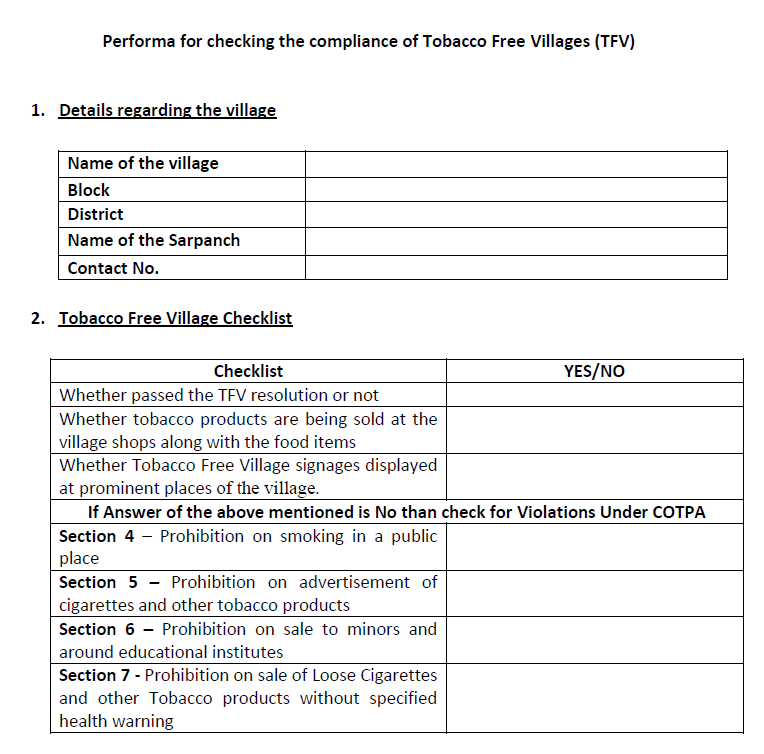 Performa for checking the compliance of Tobacco Free Villages (TFV)
1. Details regarding the village
Name of the village
Block
District
Name of the Sarpanch
Contact No.
2. Tobacco Free Village Checklist
Checklist YES/NO
Whether passed the TFV resolution or not
Whether tobacco products are being sold at the
village shops along with the food items
Whether Tobacco Free Village signages displayed
at prominent places of the village.
If Answer of the above mentioned is No than check for Violations Under COTPA
Section 4 – Prohibition on smoking in a public
place
Section 5 – Prohibition on advertisement of
cigarettes and other tobacco products
Section 6 – Prohibition on sale to minors and
around educational institutes
Section 7 - Prohibition on sale of Loose Cigarettes
and other Tobacco products without specified
health warning